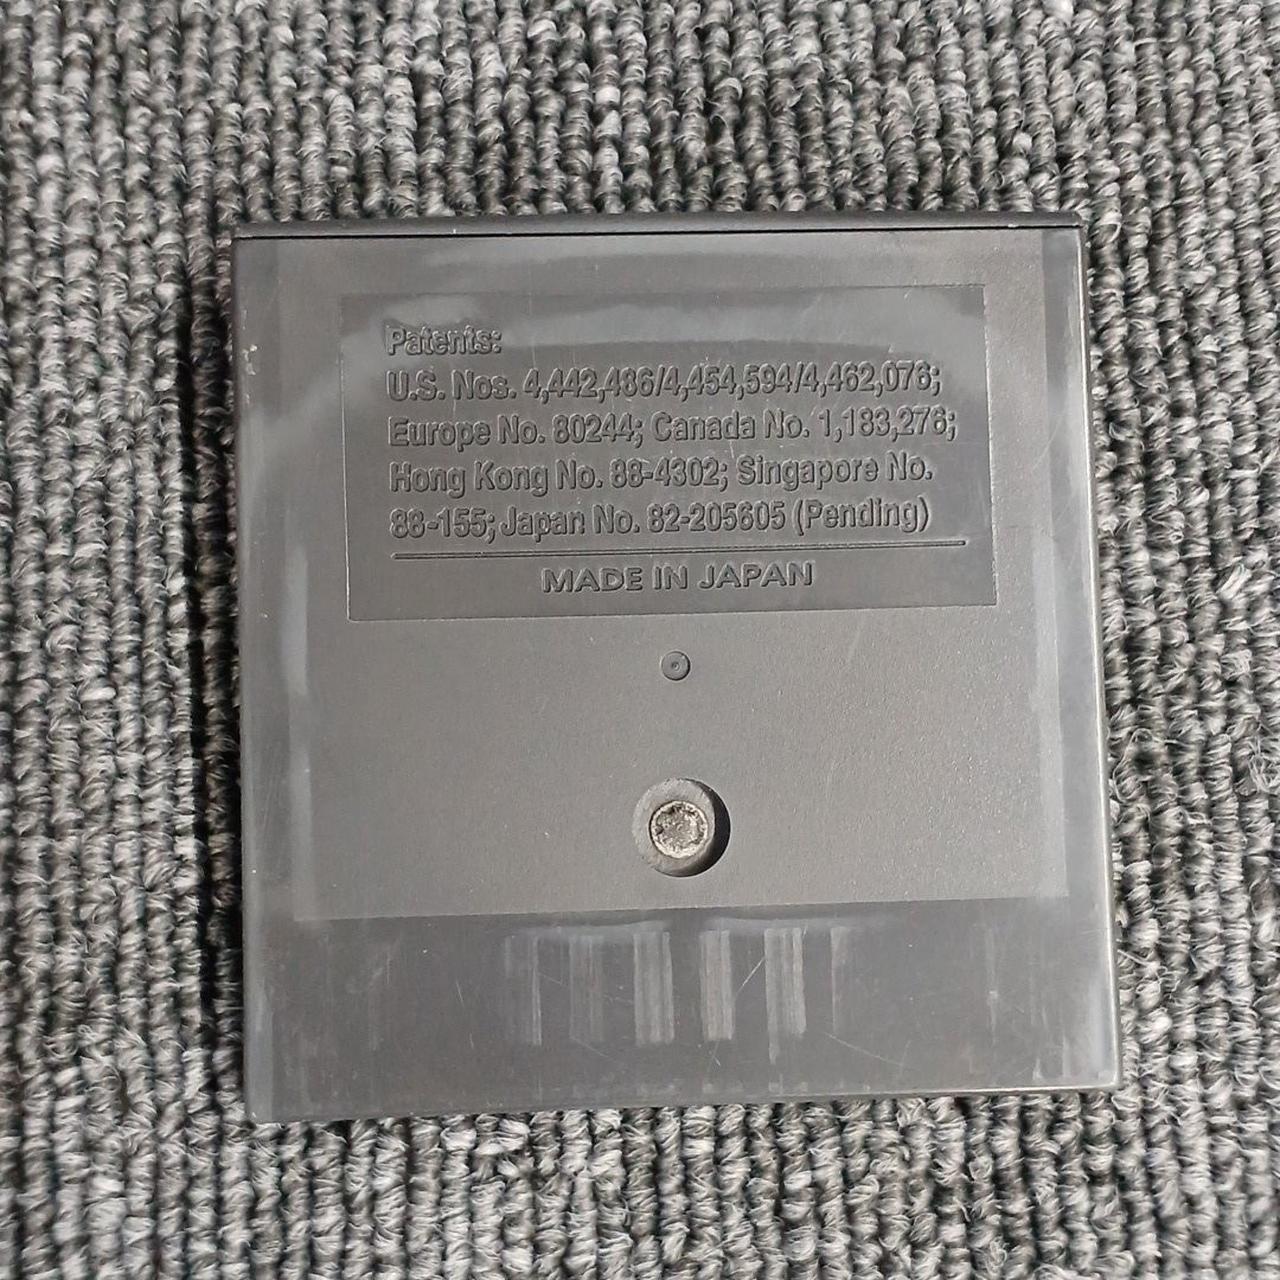 Patents:
U.S. Nos. 4,442,486/4,454,594/4,462,076;
Europe No. 80244; Canada No. 1,183,276;
Hong Kong No. 88-4302; Singapore No.
88-155; Japan No. 82-205605 (Pending)
MADE IN JAPAN